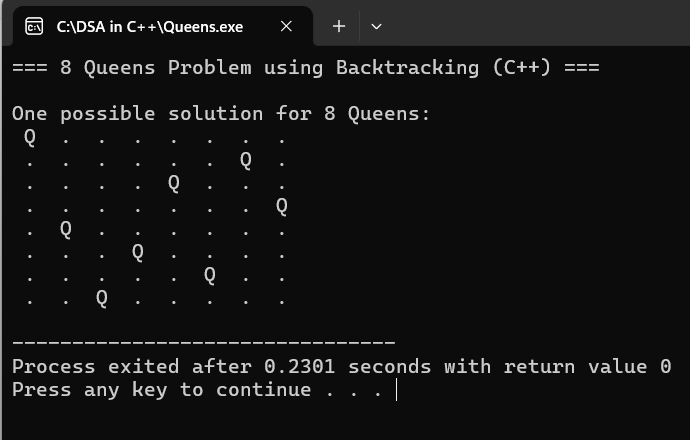 C:\DSA in C++\Queens.exe
=== 8 Queens Problem using Backtracking (C++) ===
One possible solution for 8 Queens:
 Q  .  .  .  .  .  .  .
 .  .  .  .  .  .  Q  .
 .  .  .  .  Q  .  .  .
 .  .  .  .  .  .  .  Q
 .  Q  .  .  .  .  .  .
 .  .  .  Q  .  .  .  .
 .  .  .  .  .  Q  .  .
 .  .  Q  .  .  .  .  .
--------------------------------
Process exited after 0.2301 seconds with return value 0
Press any key to continue . . .